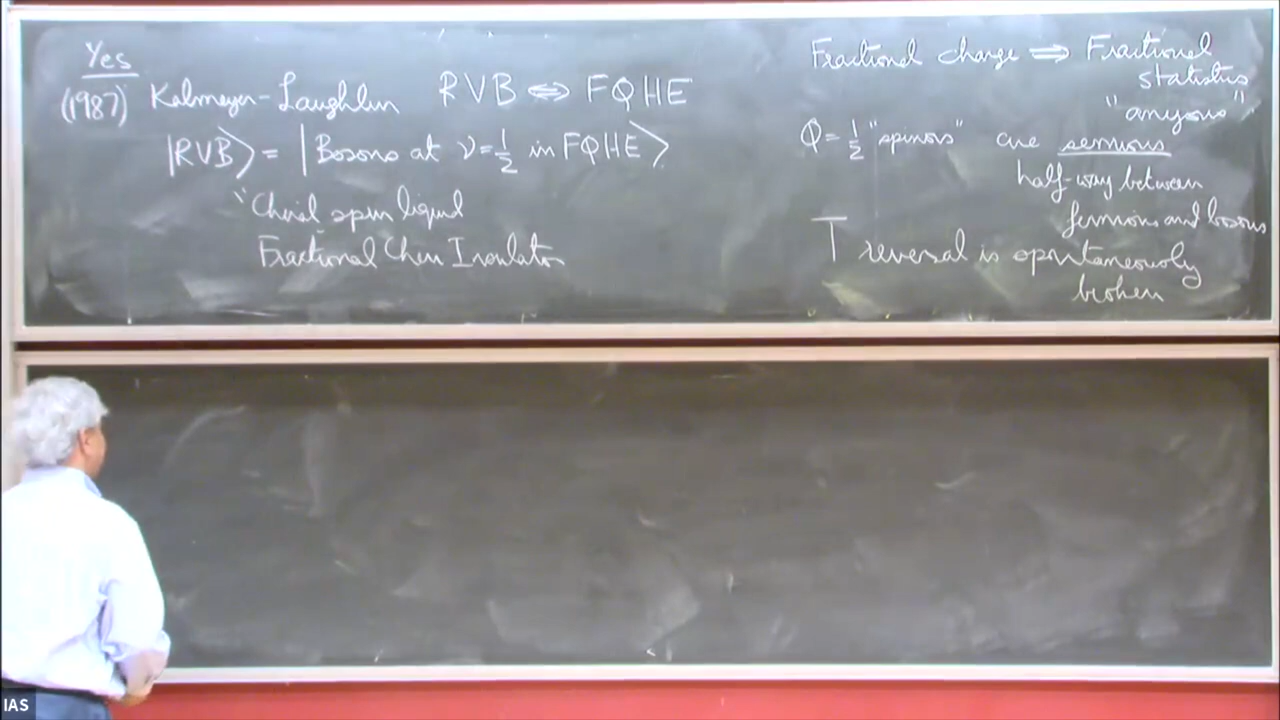 Yes
(1987) Kalmeyer-Laughlin RVB ⟺ FQHE
|RVB⟩ = | Bosons at ν=1/2 in FQHE ⟩
"Chiral spin liquid
Fractional Chern Insulator
Fractional charge ⟹ Fractional
statistics
"anyons"
Q=1/2 "spinons" are semions
half-way between
fermions and bosons
T reversal is spontaneously
broken
IAS